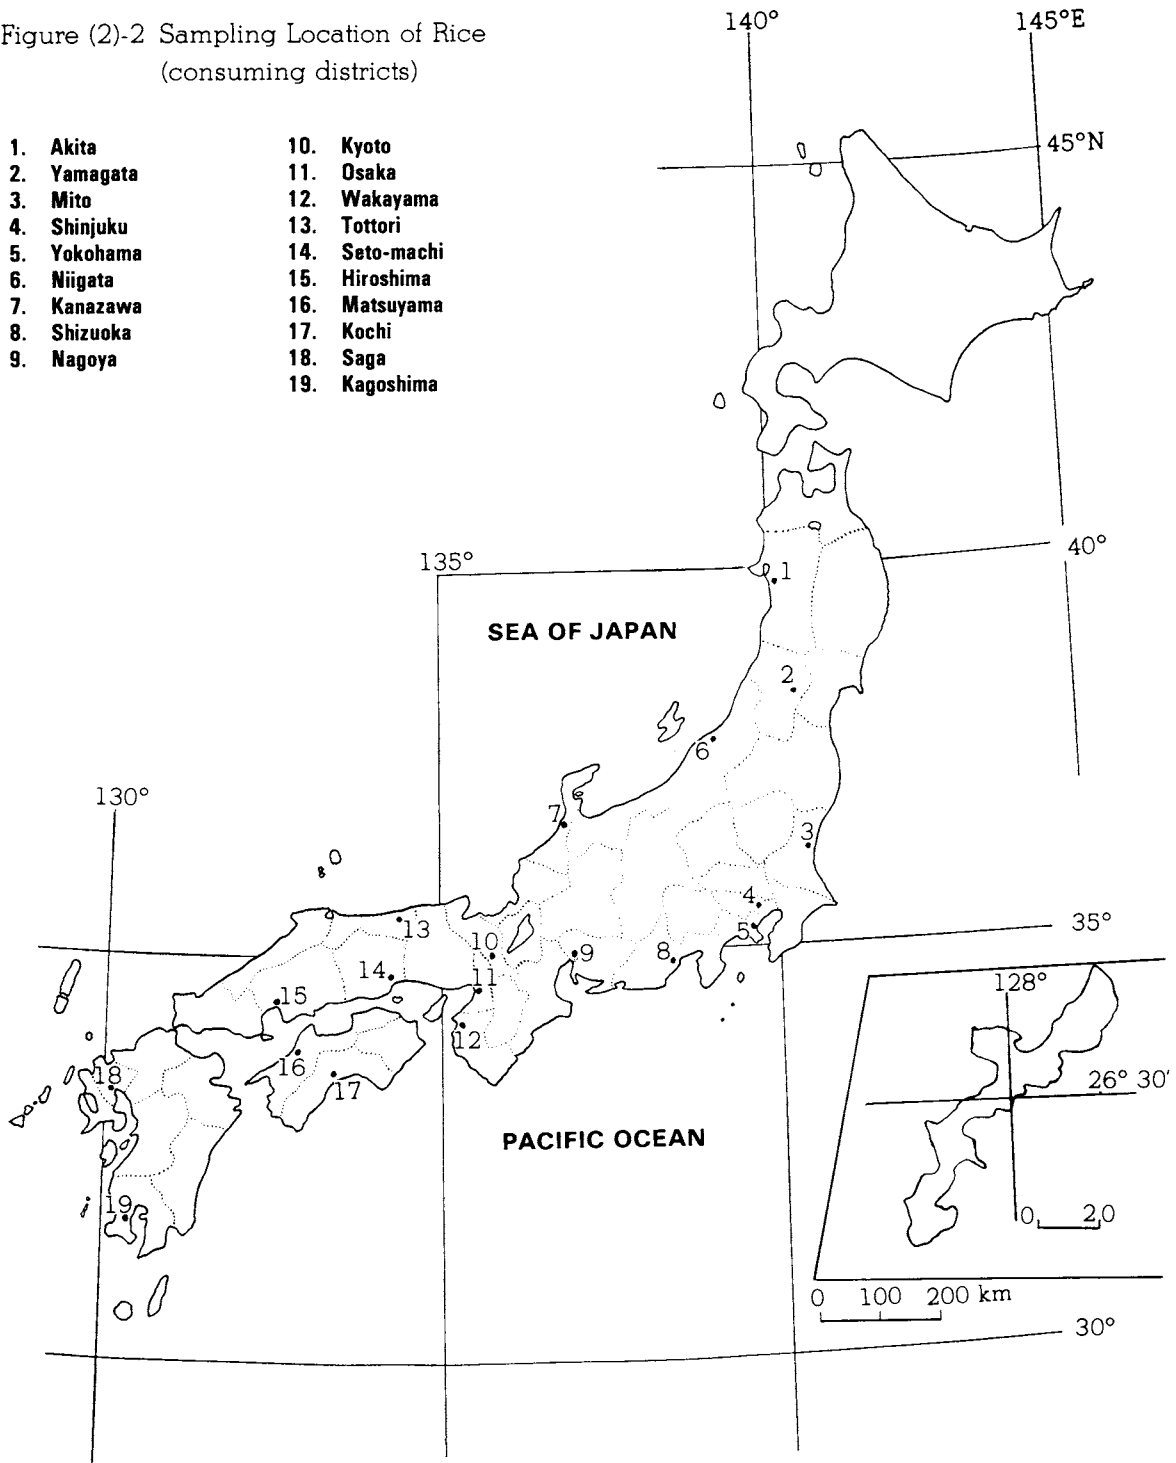 Figure (2)-2 Sampling Location of Rice
(consuming districts)
1. Akita
2. Yamagata
3. Mito
4. Shinjuku
5. Yokohama
6. Niigata
7. Kanazawa
8. Shizuoka
9. Nagoya
10. Kyoto
11. Osaka
12. Wakayama
13. Tottori
14. Seto-machi
15. Hiroshima
16. Matsuyama
17. Kochi
18. Saga
19. Kagoshima
140°
145°E
45°N
40°
135°
1
SEA OF JAPAN
2
6
130°
7
3
4
13
5
35°
10
9
8
14
11
128°
15
12
16
18
17
26° 30'
PACIFIC OCEAN
19
0 20
0 100 200 km
30°